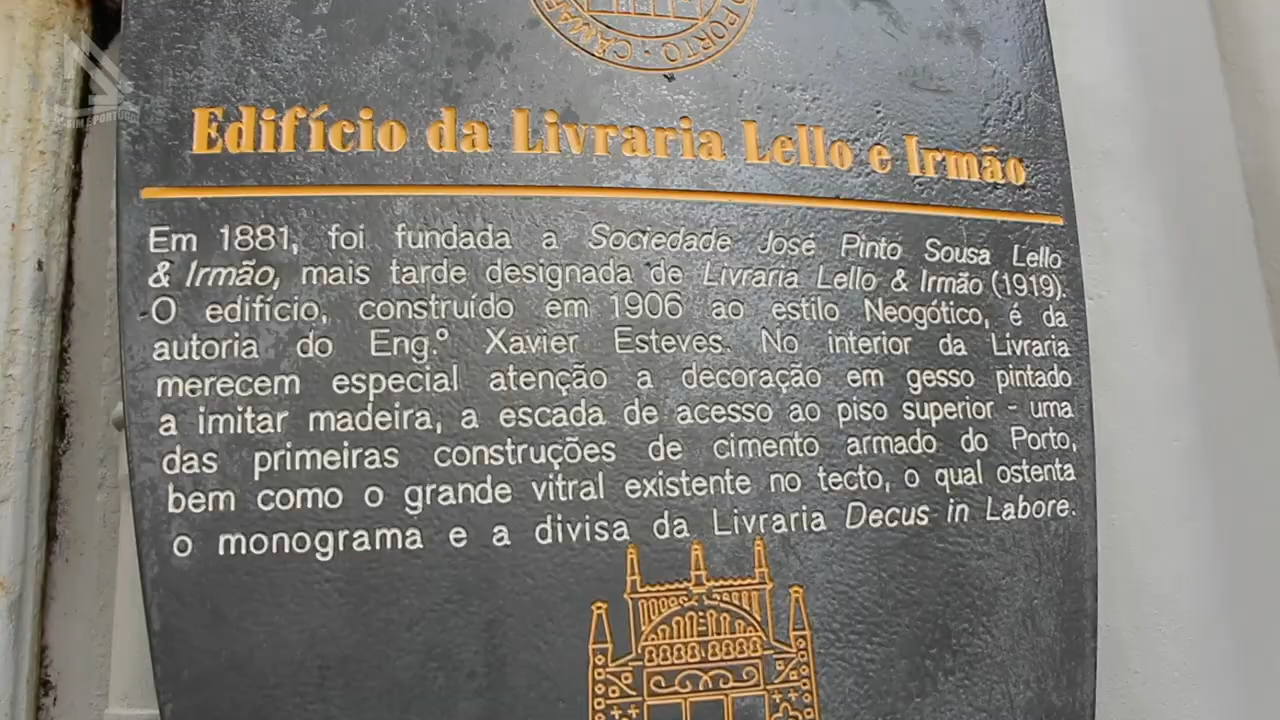 PORTO · CÂMAR
Edifício da Livraria Lello e Irmão
Em 1881, foi fundada a Sociedade José Pinto Sousa Lello
& Irmão, mais tarde designada de Livraria Lello & Irmão (1919).
O edifício, construído em 1906 ao estilo Neogótico, é da
autoria do Eng.º Xavier Esteves. No interior da Livraria
merecem especial atenção a decoração em gesso pintado
a imitar madeira, a escada de acesso ao piso superior - uma
das primeiras construções de cimento armado do Porto,
bem como o grande vitral existente no tecto, o qual ostenta
o monograma e a divisa da Livraria Decus in Labore.